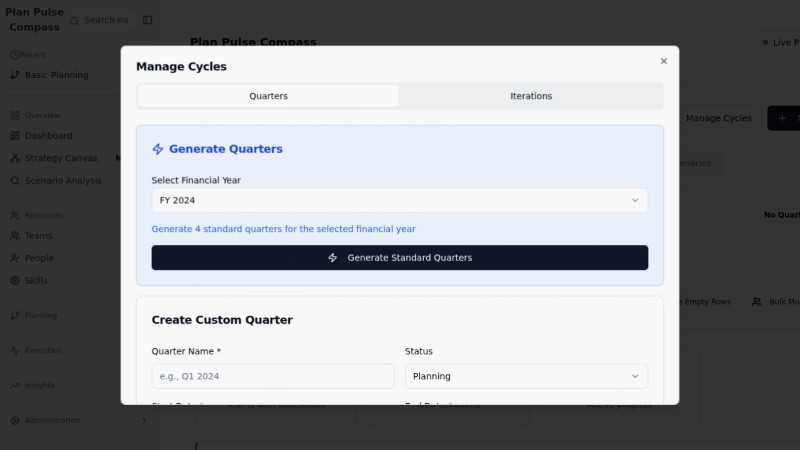 Plan Pulse
Compass
Search na
Plan Pulse Compass
Live P
Recent
Basic Planning
Overview
Dashboard
Strategy Canvas
Scenario Analysis
Resources
Teams
People
Skills
Planning
Execution
Insights
Administration
Manage Cycles
Quarters
Iterations
Generate Quarters
Select Financial Year
FY 2024
Generate 4 standard quarters for the selected financial year
Generate Standard Quarters
Create Custom Quarter
Quarter Name *
Status
e.g., Q1 2024
Planning
Manage Cycles
No Quart
Empty Rows
Bulk Mo